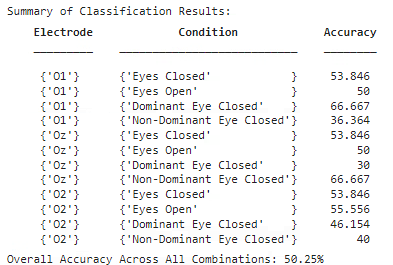 Summary of Classification Results:
Electrode Condition Accuracy
{'O1'} {'Eyes Closed' } 53.846
{'O1'} {'Eyes Open' } 50
{'O1'} {'Dominant Eye Closed' } 66.667
{'O1'} {'Non-Dominant Eye Closed'} 36.364
{'Oz'} {'Eyes Closed' } 53.846
{'Oz'} {'Eyes Open' } 50
{'Oz'} {'Dominant Eye Closed' } 30
{'Oz'} {'Non-Dominant Eye Closed'} 66.667
{'O2'} {'Eyes Closed' } 53.846
{'O2'} {'Eyes Open' } 55.556
{'O2'} {'Dominant Eye Closed' } 46.154
{'O2'} {'Non-Dominant Eye Closed'} 40
Overall Accuracy Across All Combinations: 50.25%